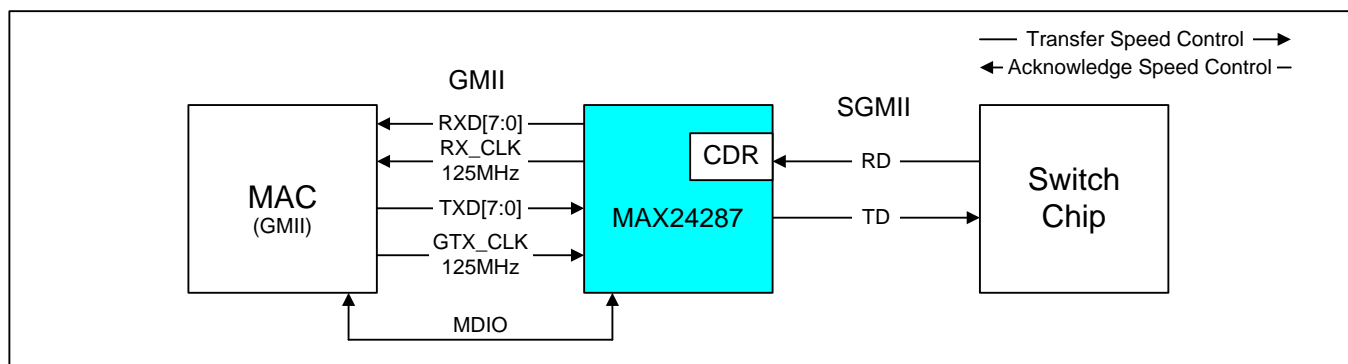 Transfer Speed Control
Acknowledge Speed Control
GMII
SGMII
RXD[7:0]
RX_CLK
125MHz
TXD[7:0]
GTX_CLK
125MHz
MAC
(GMII)
CDR
MAX24287
RD
TD
Switch
Chip
MDIO